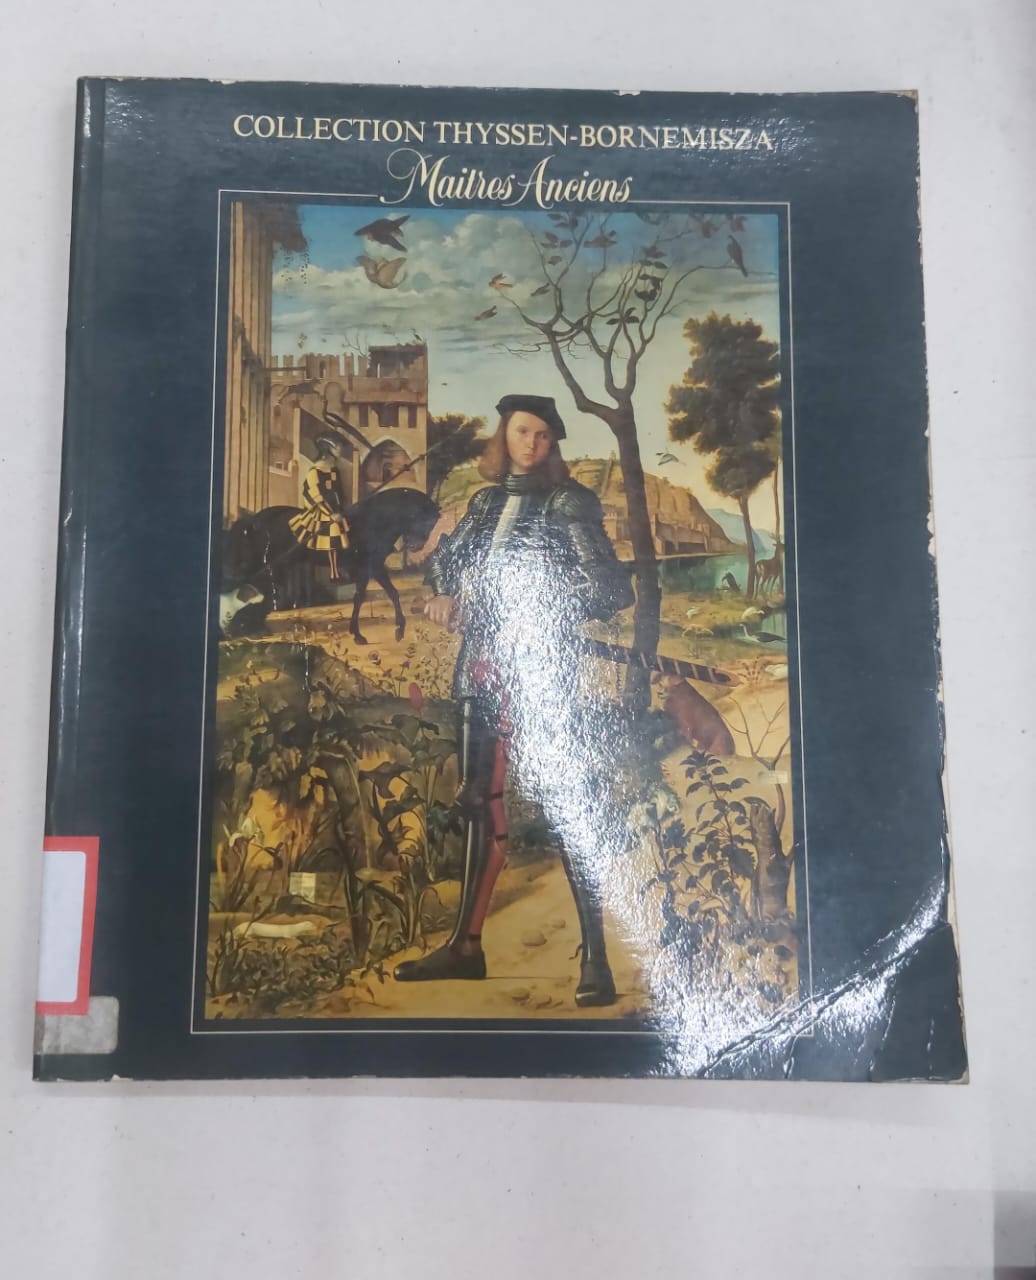 COLLECTION THYSSEN-BORNEMISZA
Maitres Anciens